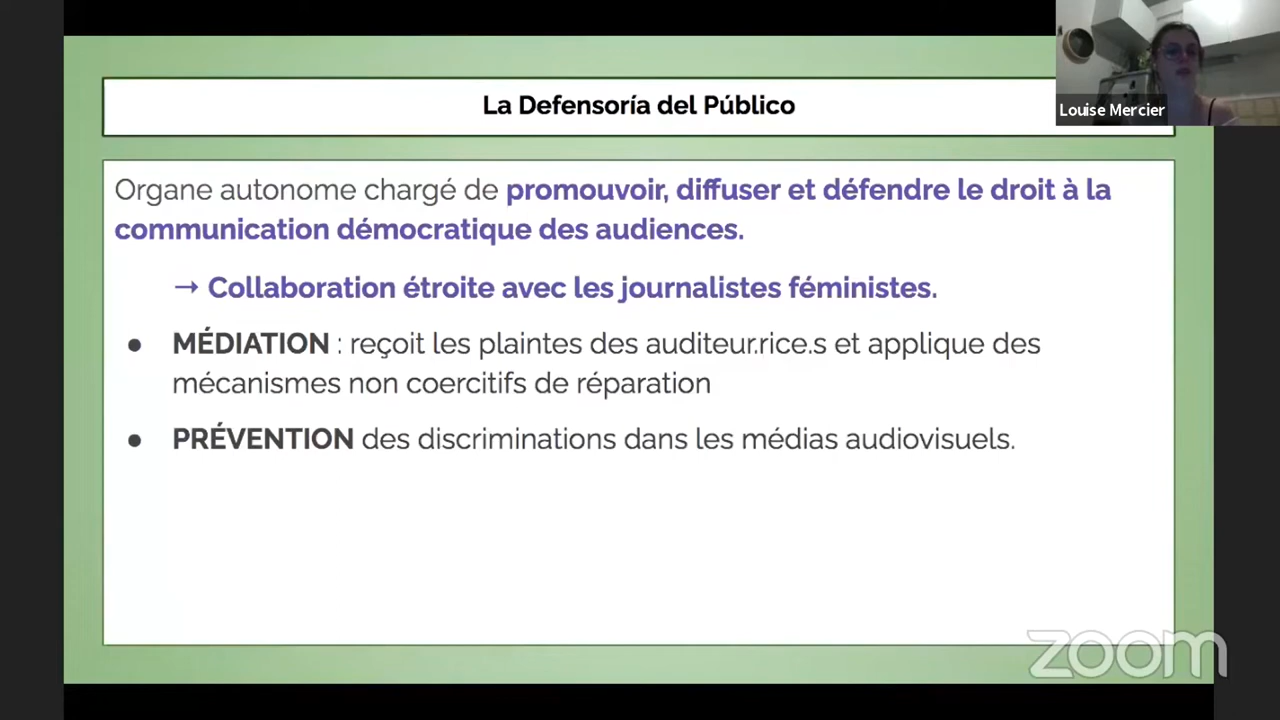 La Defensoría del Público
Louise Mercier
Organe autonome chargé de promouvoir, diffuser et défendre le droit à la
communication démocratique des audiences.
→ Collaboration étroite avec les journalistes féministes.
● MÉDIATION : reçoit les plaintes des auditeur.rice.s et applique des
mécanismes non coercitifs de réparation
● PRÉVENTION des discriminations dans les médias audiovisuels.
zoom